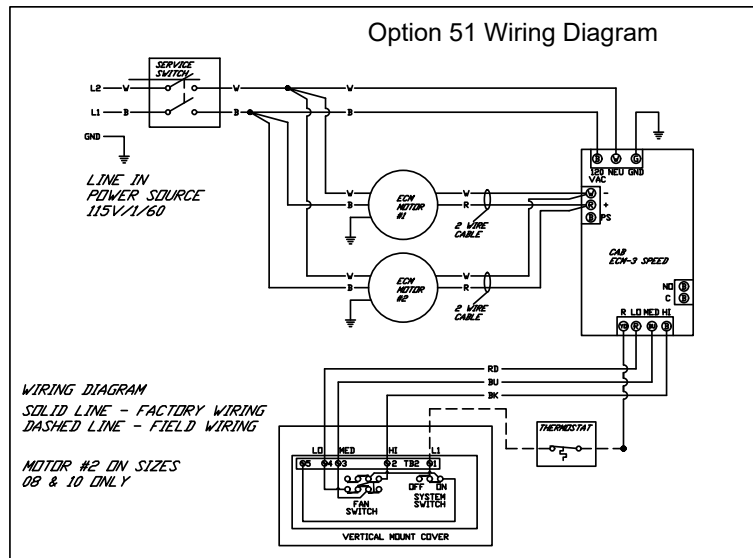 Option 51 Wiring Diagram
SERVICE
SWITCH
L2 W W W
L1 B B B
GND
LINE IN
POWER SOURCE
115V/1/60
B W G
120 NEU GND
VAC
W ECM W W -
B MOTOR R R +
#1 B PS
2 WIRE
CABLE
CAB
ECM-3 SPEED
W ECM W
B MOTOR R
#2
2 WIRE
CABLE
NO B
C B
R LO MED HI
YO R BU B
RD
BU
BK
WIRING DIAGRAM
SOLID LINE - FACTORY WIRING
DASHED LINE - FIELD WIRING
MOTOR #2 ON SIZES
08 & 10 ONLY
THERMOSTAT
LO MED HI L1
5 4 3 2 TB2 1
OFF ON
FAN
SWITCH
SYSTEM
SWITCH
VERTICAL MOUNT COVER